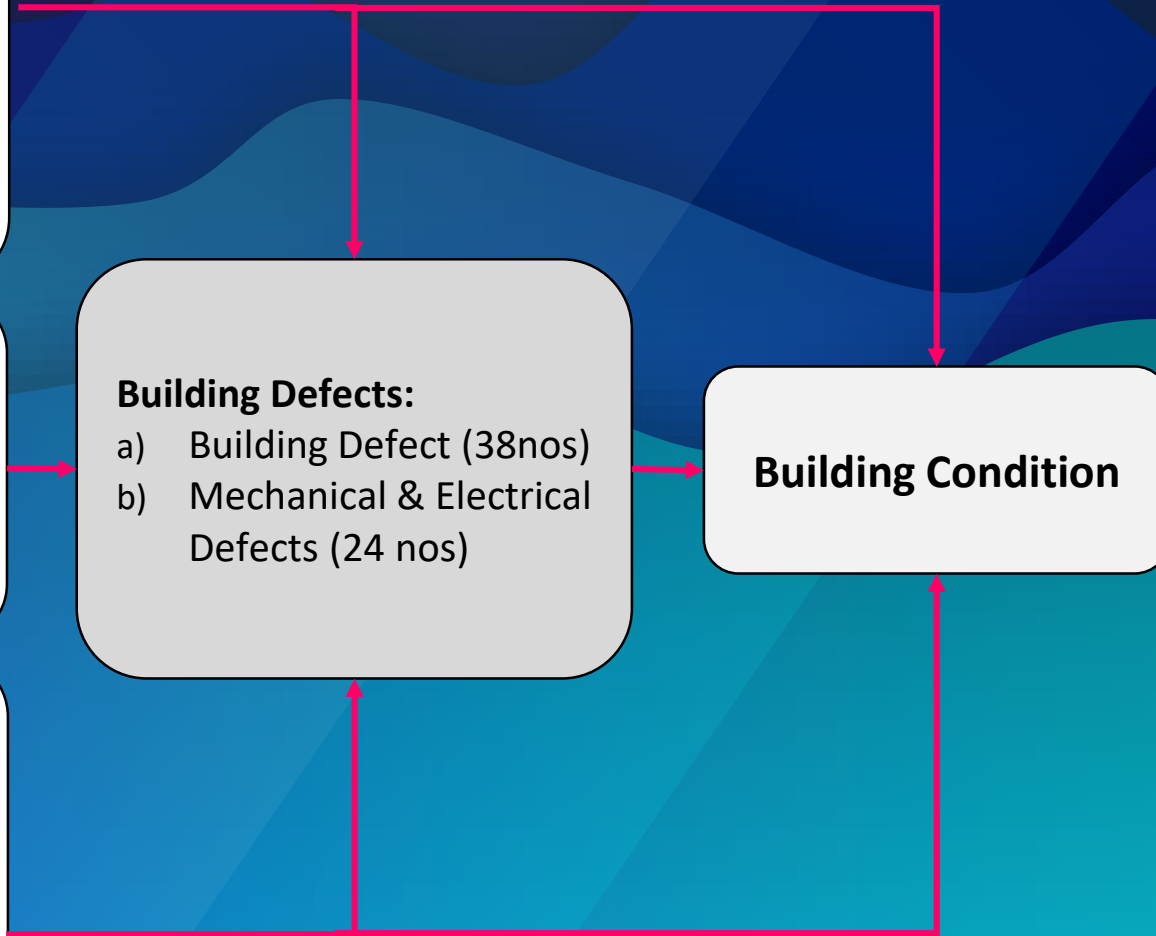 Building Defects:
a) Building Defect (38nos)
b) Mechanical & Electrical
Defects (24 nos)
Building Condition